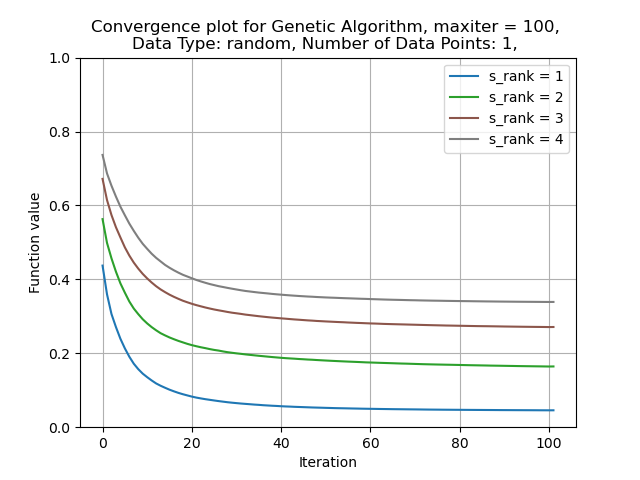 Convergence plot for Genetic Algorithm, maxiter = 100,
Data Type: random, Number of Data Points: 1,
1.0
0.8
0.6
0.4
0.2
0.0
Function value
s_rank = 1
s_rank = 2
s_rank = 3
s_rank = 4
0 20 40 60 80 100
Iteration